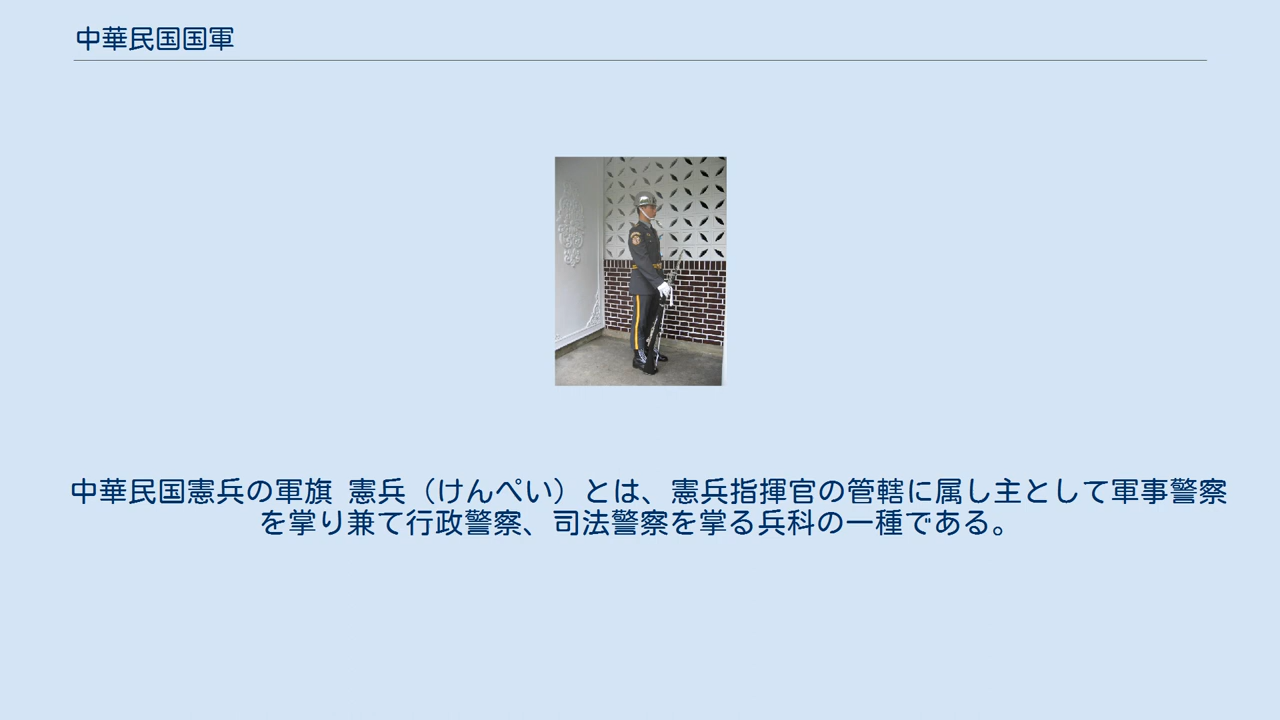 中華民国国軍
中華民国憲兵の軍旗 憲兵（けんぺい）とは、憲兵指揮官の管轄に属し主として軍事警察
を掌り兼て行政警察、司法警察を掌る兵科の一種である。